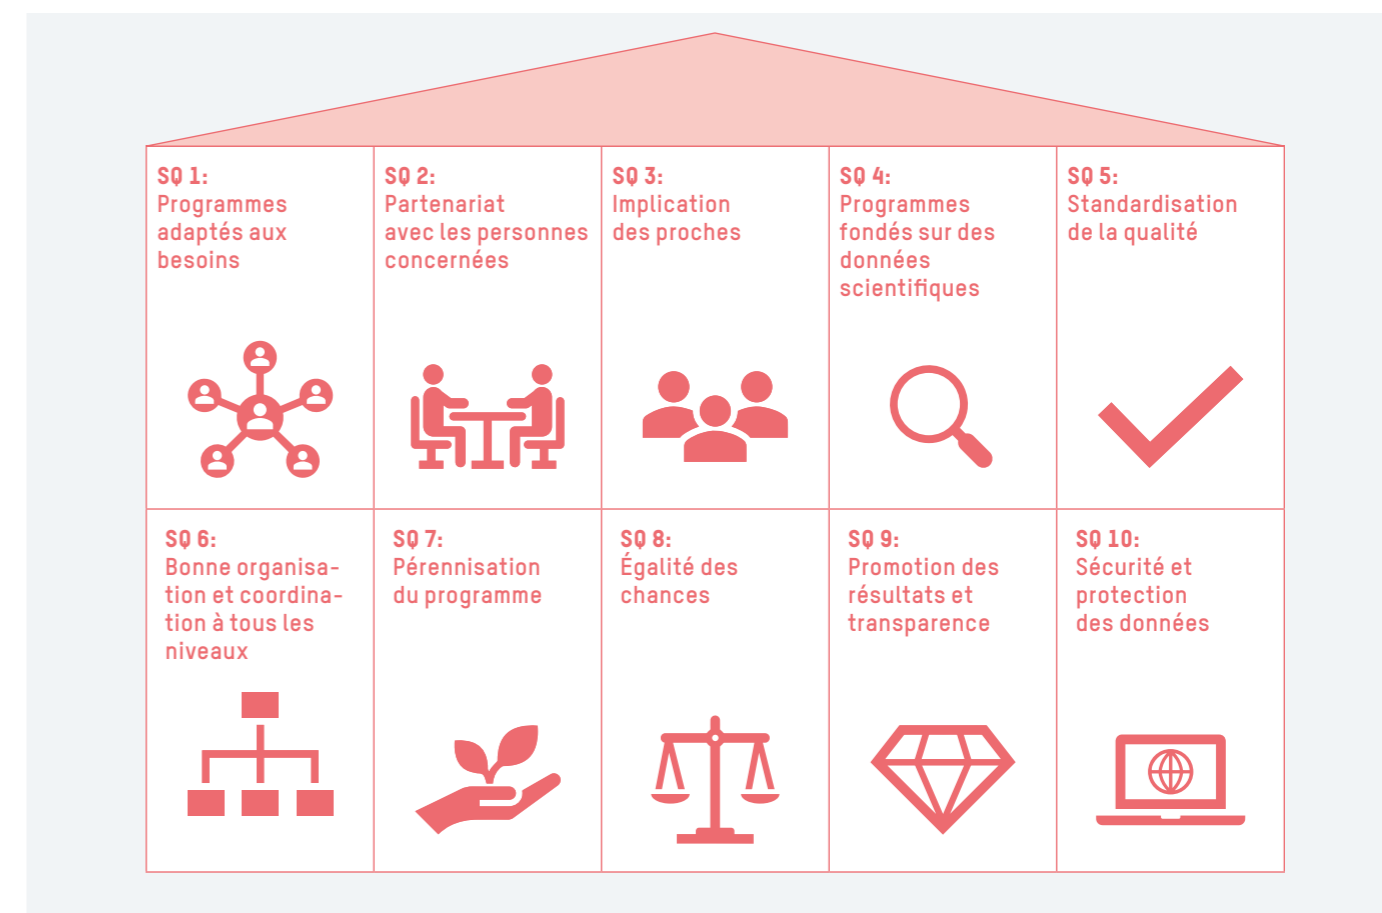 SQ 1:
Programmes
adaptés aux
besoins
SQ 2:
Partenariat
avec les personnes
concernées
SQ 3:
Implication
des proches
SQ 4:
Programmes
fondés sur des
données
scientifiques
SQ 5:
Standardisation
de la qualité
SQ 6:
Bonne organisa-
tion et coordina-
tion à tous les
niveaux
SQ 7:
Pérennisation
du programme
SQ 8:
Égalité des
chances
SQ 9:
Promotion des
résultats et
transparence
SQ 10:
Sécurité et
protection
des données